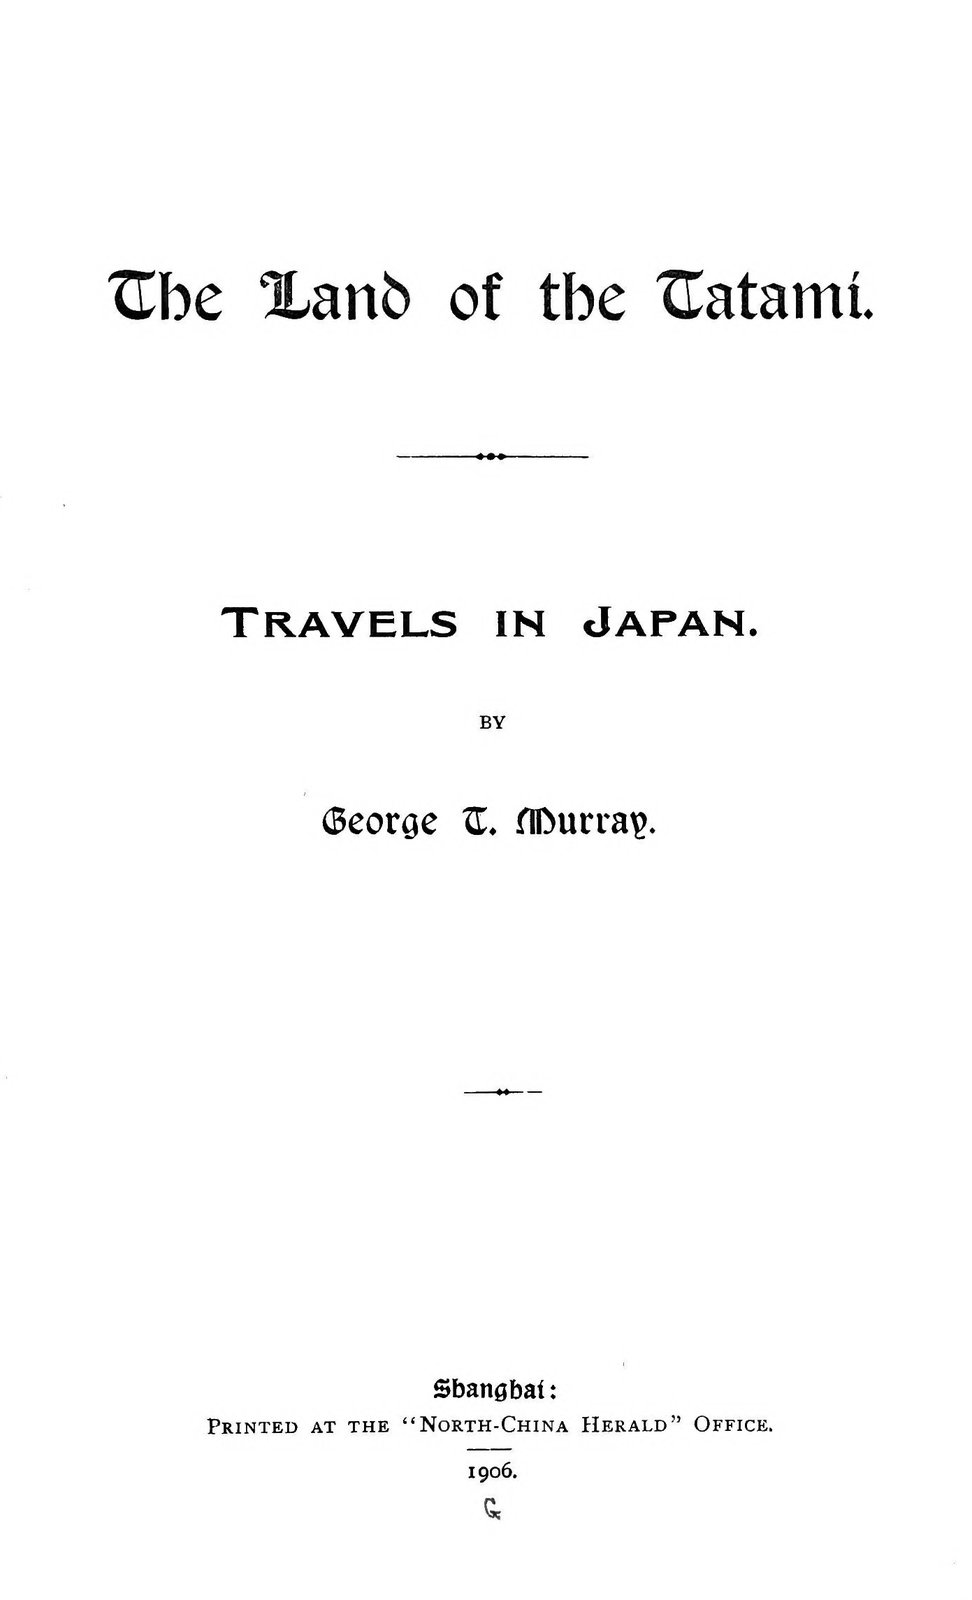 The Land of the Tatami.
TRAVELS IN JAPAN.
BY
George T. Murray.
Shanghai:
PRINTED AT THE “NORTH-CHINA HERALD” OFFICE.
1906.
G